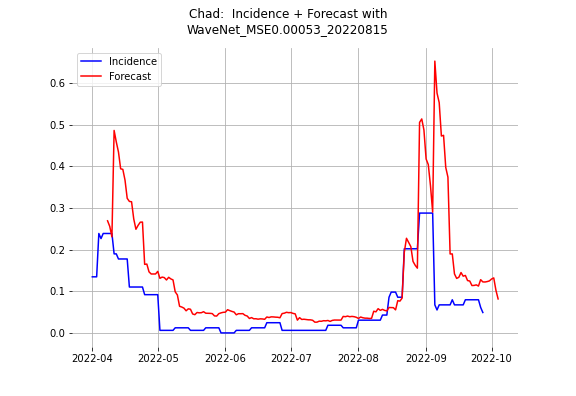 Chad:  Incidence + Forecast with
WaveNet_MSE0.00053_20220815
Incidence
Forecast
0.6
0.5
0.4
0.3
0.2
0.1
0.0
2022-04 2022-05 2022-06 2022-07 2022-08 2022-09 2022-10